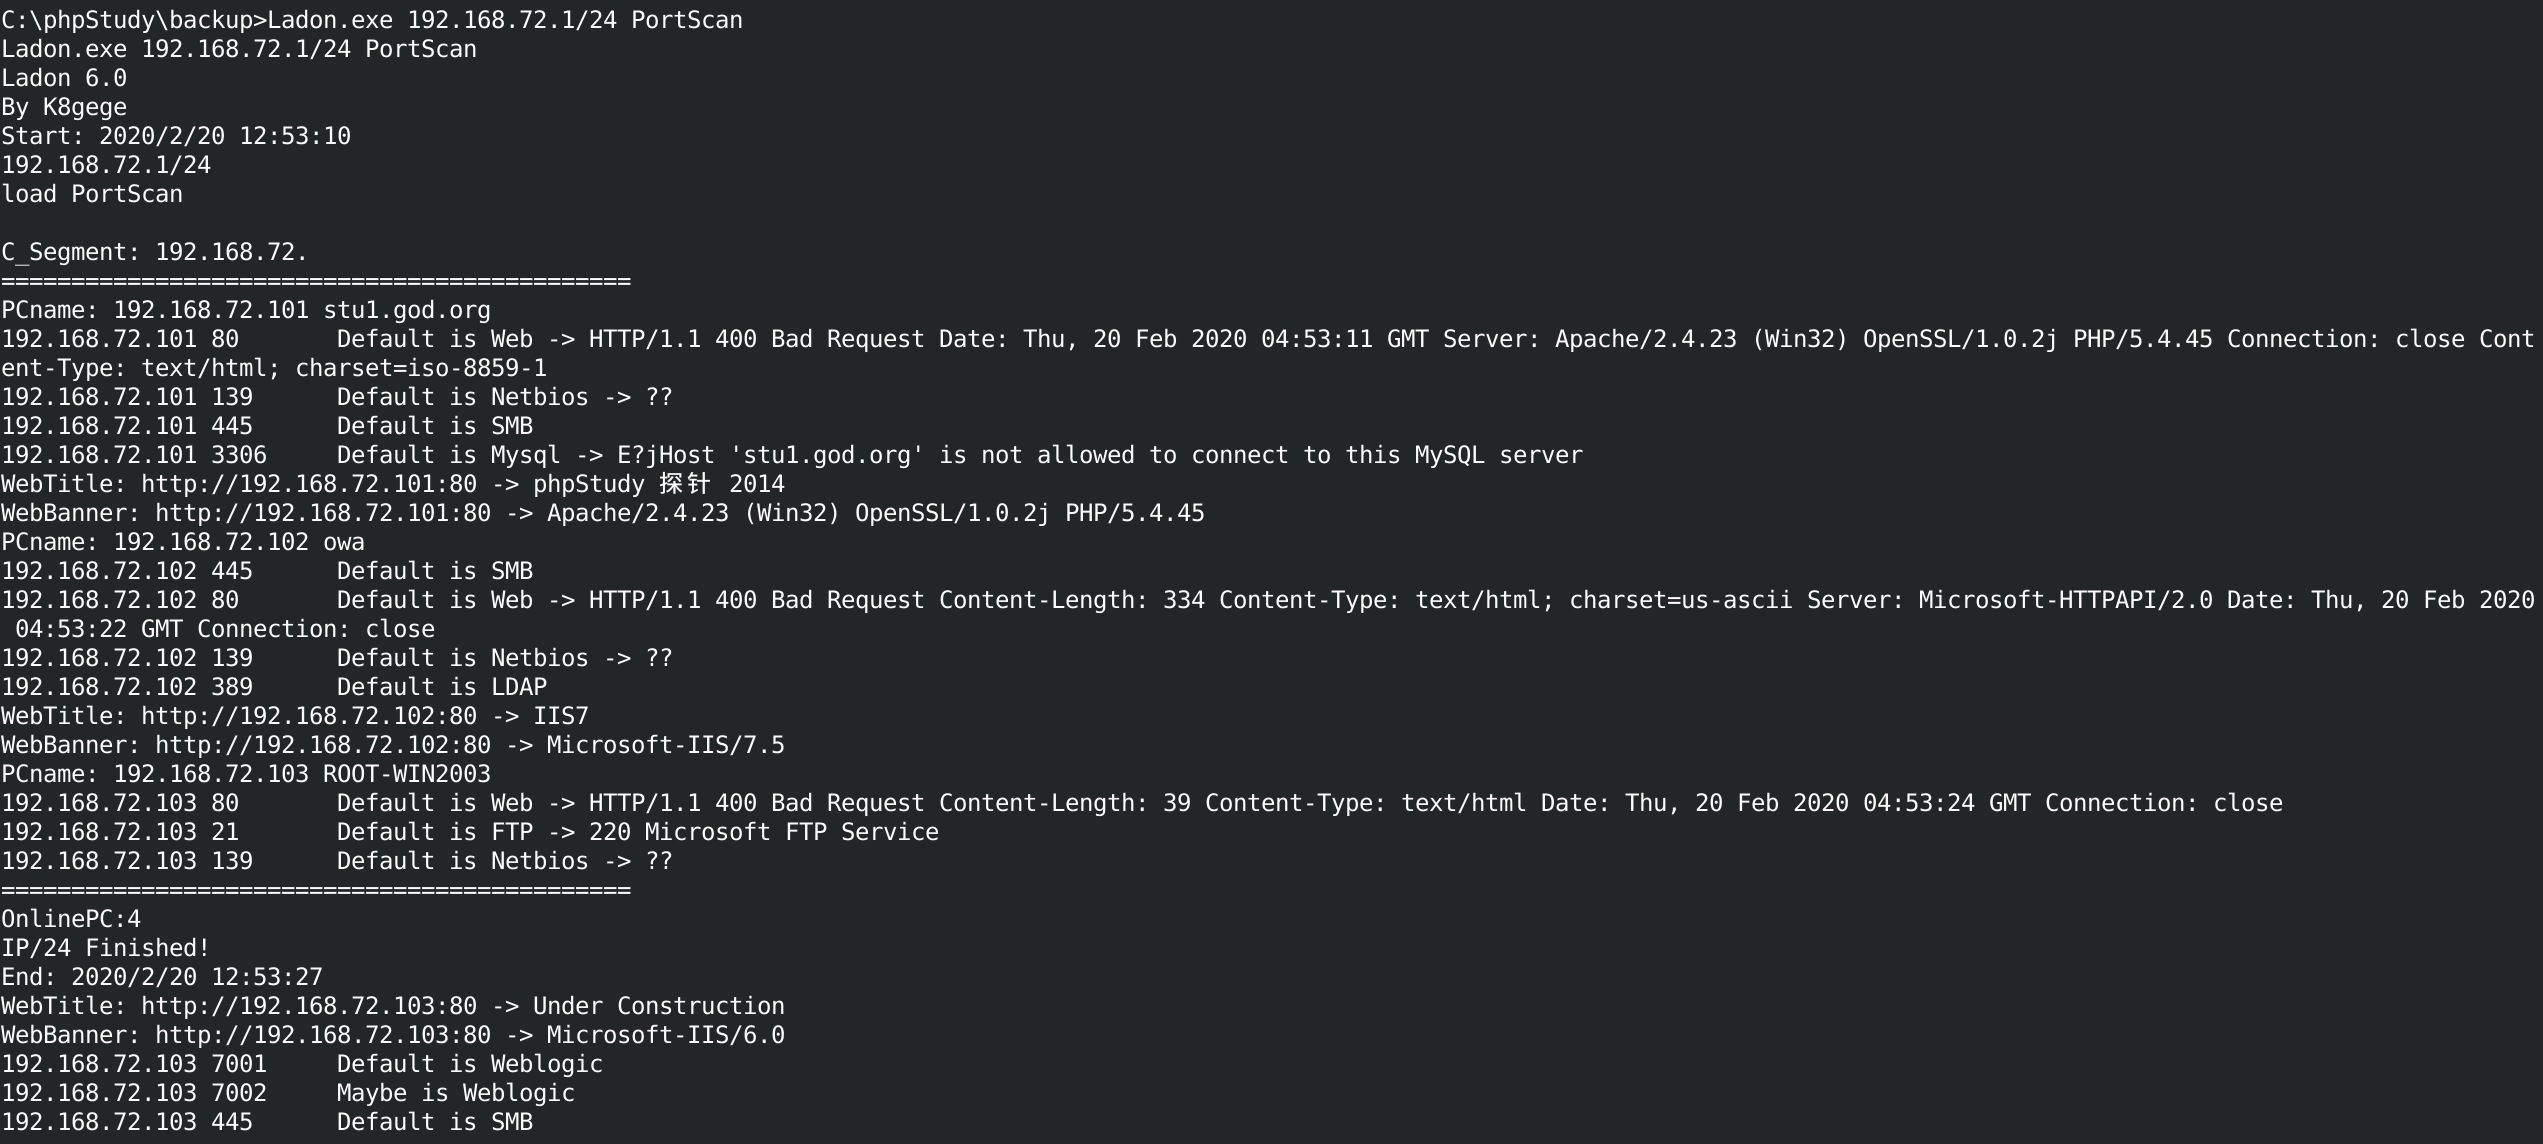 C:\phpStudy\backup>Ladon.exe 192.168.72.1/24 PortScan
Ladon.exe 192.168.72.1/24 PortScan
Ladon 6.0
By K8gege
Start: 2020/2/20 12:53:10
192.168.72.1/24
load PortScan
C_Segment: 192.168.72.
=============================================
PCname: 192.168.72.101 stu1.god.org
192.168.72.101 80       Default is Web -> HTTP/1.1 400 Bad Request Date: Thu, 20 Feb 2020 04:53:11 GMT Server: Apache/2.4.23 (Win32) OpenSSL/1.0.2j PHP/5.4.45 Connection: close Cont
ent-Type: text/html; charset=iso-8859-1
192.168.72.101 139      Default is Netbios -> ??
192.168.72.101 445      Default is SMB
192.168.72.101 3306     Default is Mysql -> E?jHost 'stu1.god.org' is not allowed to connect to this MySQL server
WebTitle: http://192.168.72.101:80 -> phpStudy 探针 2014
WebBanner: http://192.168.72.101:80 -> Apache/2.4.23 (Win32) OpenSSL/1.0.2j PHP/5.4.45
PCname: 192.168.72.102 owa
192.168.72.102 445      Default is SMB
192.168.72.102 80       Default is Web -> HTTP/1.1 400 Bad Request Content-Length: 334 Content-Type: text/html; charset=us-ascii Server: Microsoft-HTTPAPI/2.0 Date: Thu, 20 Feb 2020
 04:53:22 GMT Connection: close
192.168.72.102 139      Default is Netbios -> ??
192.168.72.102 389      Default is LDAP
WebTitle: http://192.168.72.102:80 -> IIS7
WebBanner: http://192.168.72.102:80 -> Microsoft-IIS/7.5
PCname: 192.168.72.103 ROOT-WIN2003
192.168.72.103 80       Default is Web -> HTTP/1.1 400 Bad Request Content-Length: 39 Content-Type: text/html Date: Thu, 20 Feb 2020 04:53:24 GMT Connection: close
192.168.72.103 21       Default is FTP -> 220 Microsoft FTP Service
192.168.72.103 139      Default is Netbios -> ??
=============================================
OnlinePC:4
IP/24 Finished!
End: 2020/2/20 12:53:27
WebTitle: http://192.168.72.103:80 -> Under Construction
WebBanner: http://192.168.72.103:80 -> Microsoft-IIS/6.0
192.168.72.103 7001     Default is Weblogic
192.168.72.103 7002     Maybe is Weblogic
192.168.72.103 445      Default is SMB